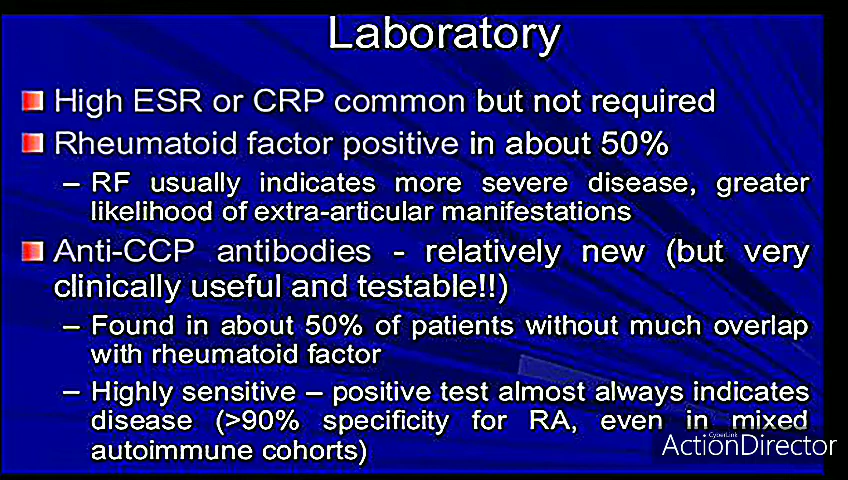 Laboratory
High ESR or CRP common but not required
Rheumatoid factor positive in about 50%
– RF usually indicates more severe disease, greater
likelihood of extra-articular manifestations
Anti-CCP antibodies - relatively new (but very
clinically useful and testable!!)
– Found in about 50% of patients without much overlap
with rheumatoid factor
– Highly sensitive – positive test almost always indicates
disease (>90% specificity for RA, even in mixed
autoimmune cohorts)
CyberLink
ActionDirector